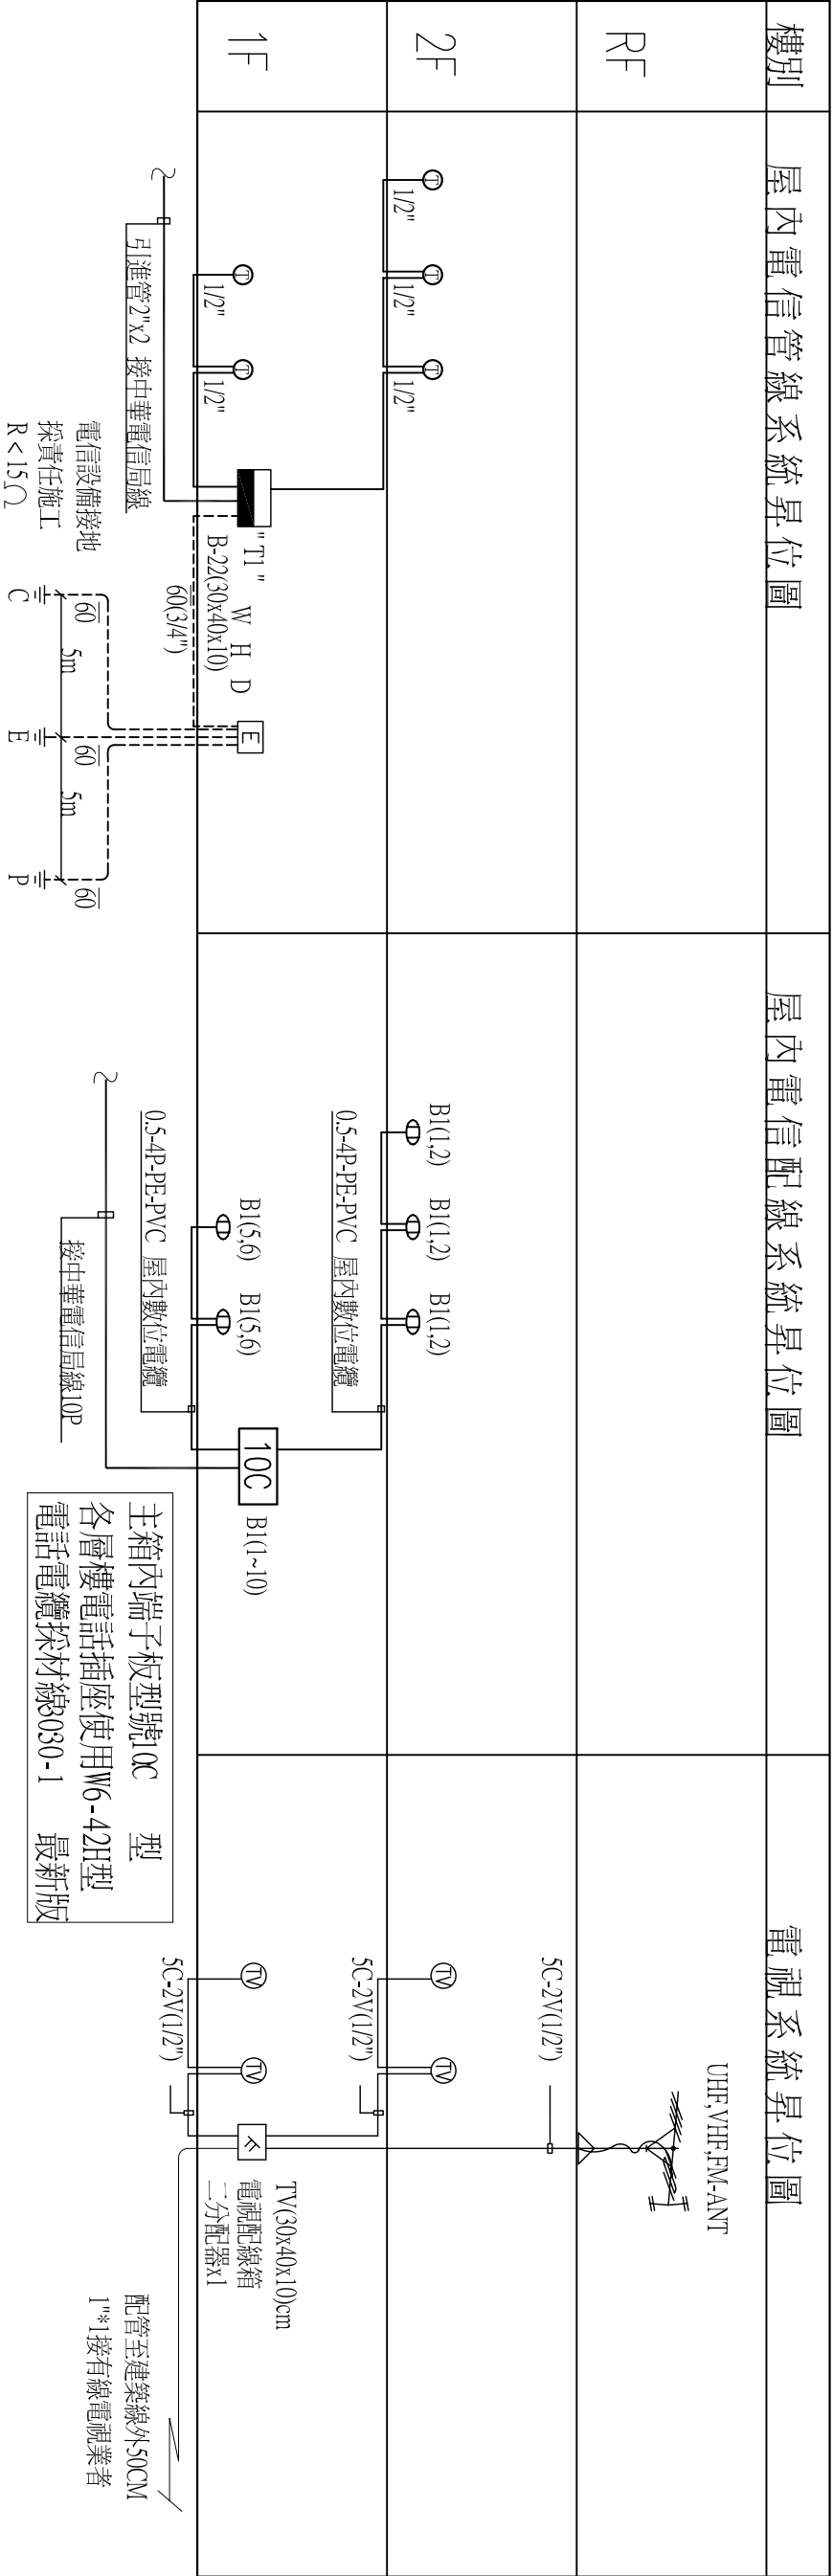 樓別
屋內電信管線系統昇位圖
屋內電信配線系統昇位圖
電視系統昇位圖
RF
UHF,VHF,FM-ANT
5C-2V(1/2")
2F
T
T
T
1/2"
1/2"
1/2"
B1(1,2)
B1(1,2)
B1(1,2)
0.5-4P-PE-PVC 屋內數位電纜
TV
TV
5C-2V(1/2")
1F
T
T
1/2"
1/2"
"T1"
W H D
B-22(30x40x10)
60(3/4")
E
B1(5,6)
B1(5,6)
10C
B1(1~10)
0.5-4P-PE-PVC 屋內數位電纜
TV
TV
5C-2V(1/2")
TV(30x40x10)cm
電視配線箱
二分配器x1
引進管2"x2 接中華電信局線
電信設備接地
採責任施工
R<15Ω
60
60
60
5m
5m
C
E
P
接中華電信局線10P
主箱內端子板型號10C 型
各層樓電話插座使用W6-42H型
電話電纜採材線8030-1 最新版
配管至建築線外50CM
1"*1接有線電視業者